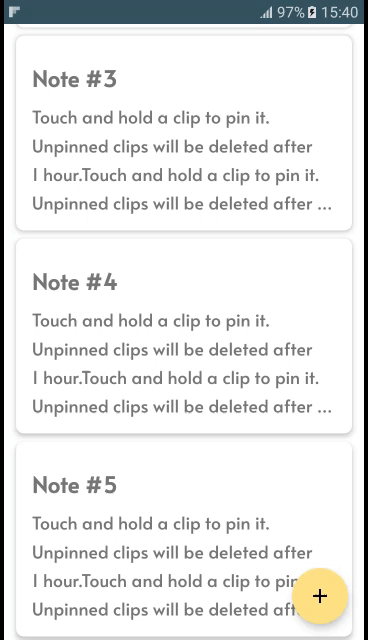 97% 15:40
Note #3
Touch and hold a clip to pin it.
Unpinned clips will be deleted after
1 hour.Touch and hold a clip to pin it.
Unpinned clips will be deleted after ...
Note #4
Touch and hold a clip to pin it.
Unpinned clips will be deleted after
1 hour.Touch and hold a clip to pin it.
Unpinned clips will be deleted after ...
Note #5
Touch and hold a clip to pin it.
Unpinned clips will be deleted after
1 hour.Touch and hold a clip to pin
Unpinned clips will be deleted
+